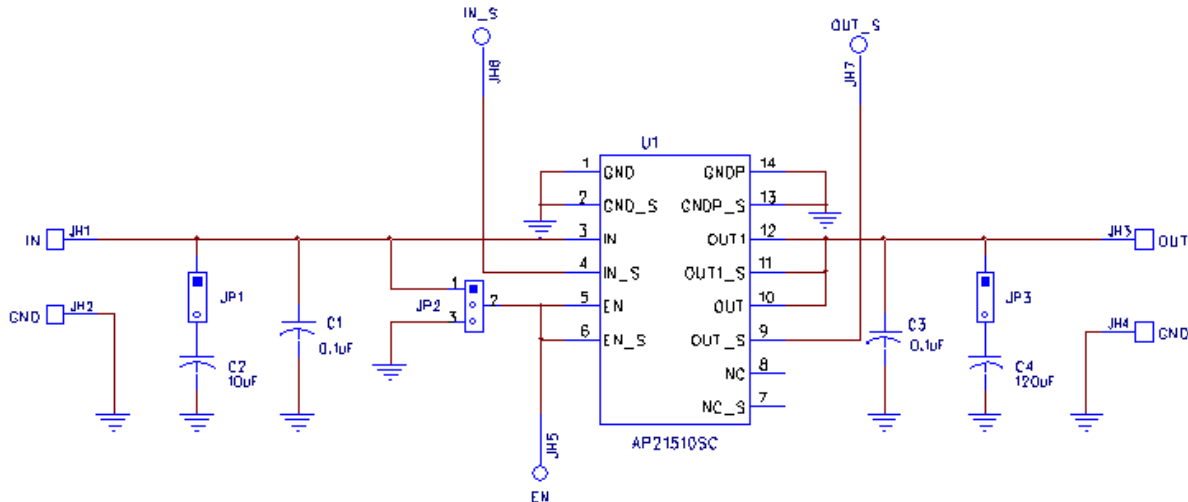 IN_S
JH6
OUT_S
JH7
U1
1 GND GNDP 14
2 GND_S GNDP_S 13
3 IN OUT1 12
4 IN_S OUT1_S 11
5 EN OUT 10
6 EN_S OUT_S 9
NC 8
NC_S 7
AP21510SC
IN JH1
GND JH2
JP1
C2
10uF
C1
0.1uF
1
JP2 2
3
JH5
EN
C3
0.1uF
JP3
C4
120uF
JH3 OUT
JH4 GND